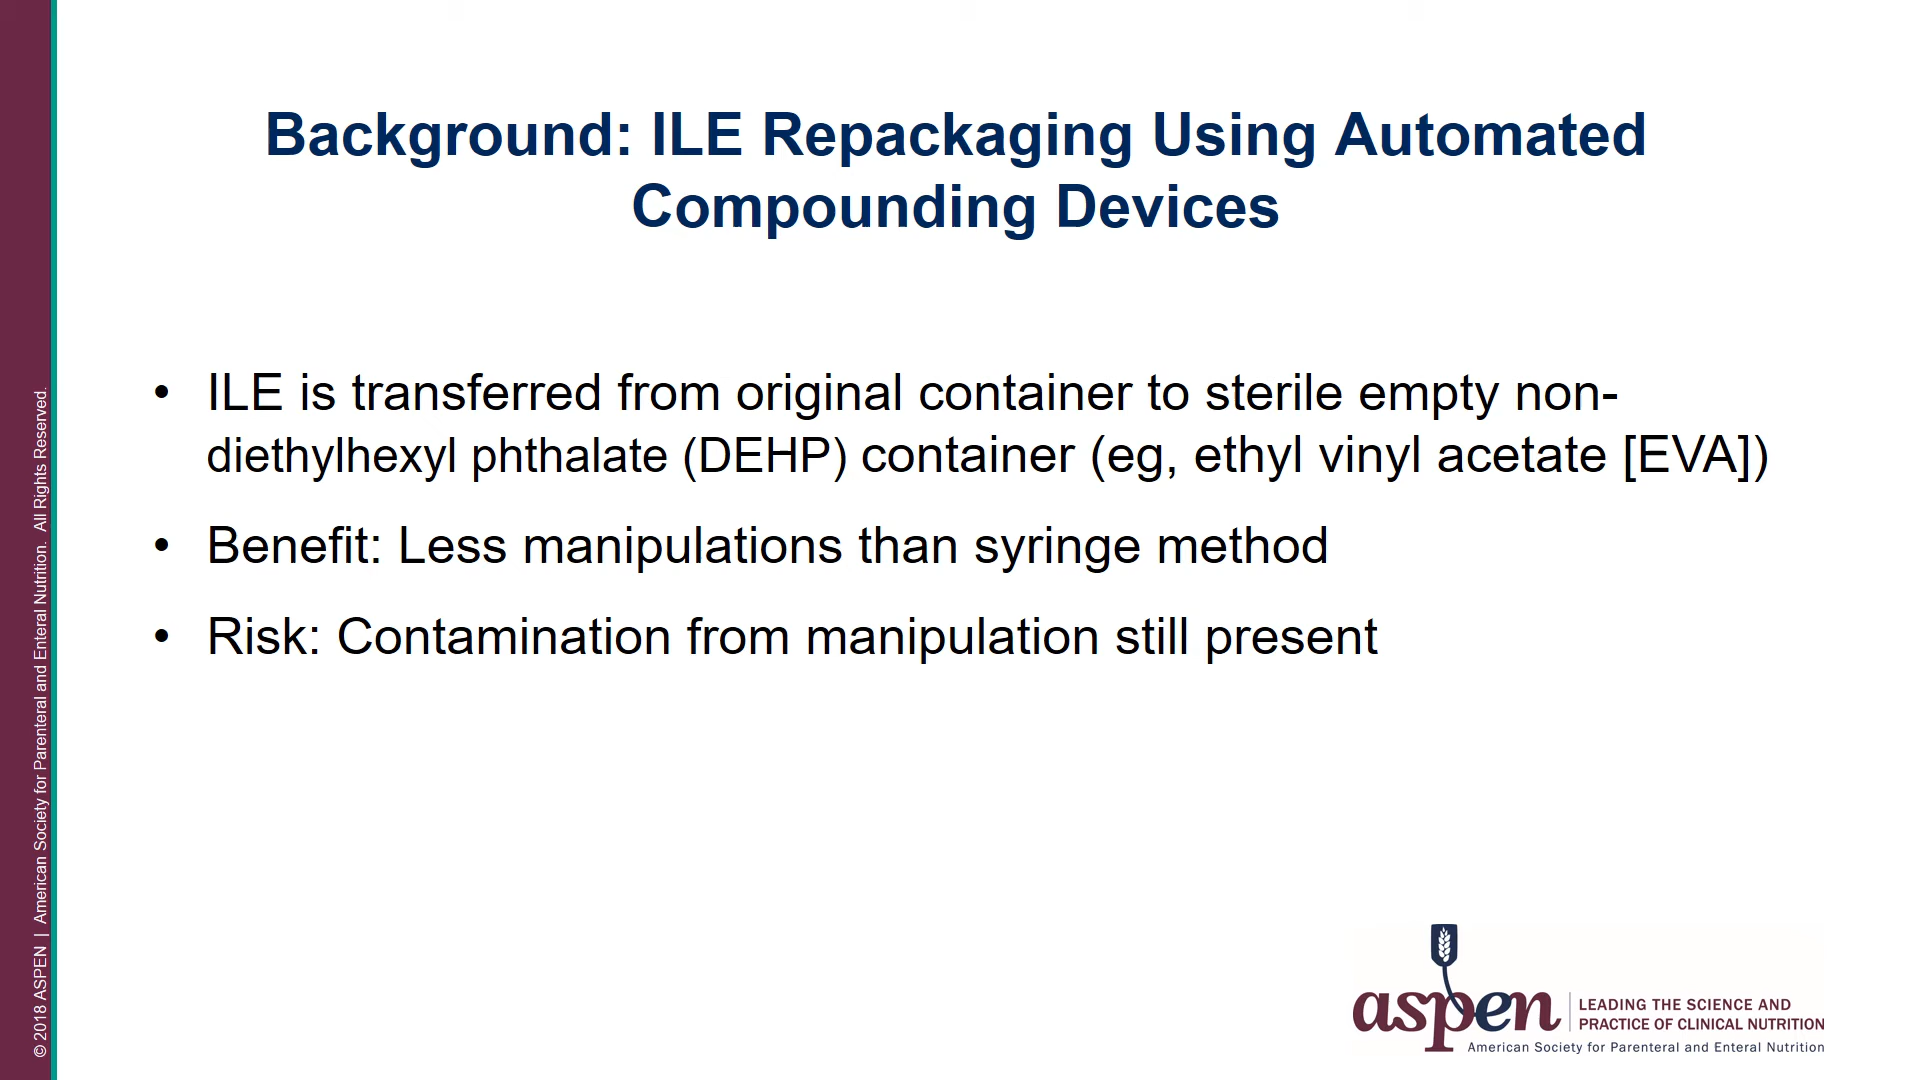 Background: ILE Repackaging Using Automated
Compounding Devices
• ILE is transferred from original container to sterile empty non-
diethylhexyl phthalate (DEHP) container (eg, ethyl vinyl acetate [EVA])
• Benefit: Less manipulations than syringe method
• Risk: Contamination from manipulation still present
© 2018 ASPEN | American Society for Parenteral and Enteral Nutrition. All Rights Reserved.
aspen
LEADING THE SCIENCE AND
PRACTICE OF CLINICAL NUTRITION
American Society for Parenteral and Enteral Nutrition